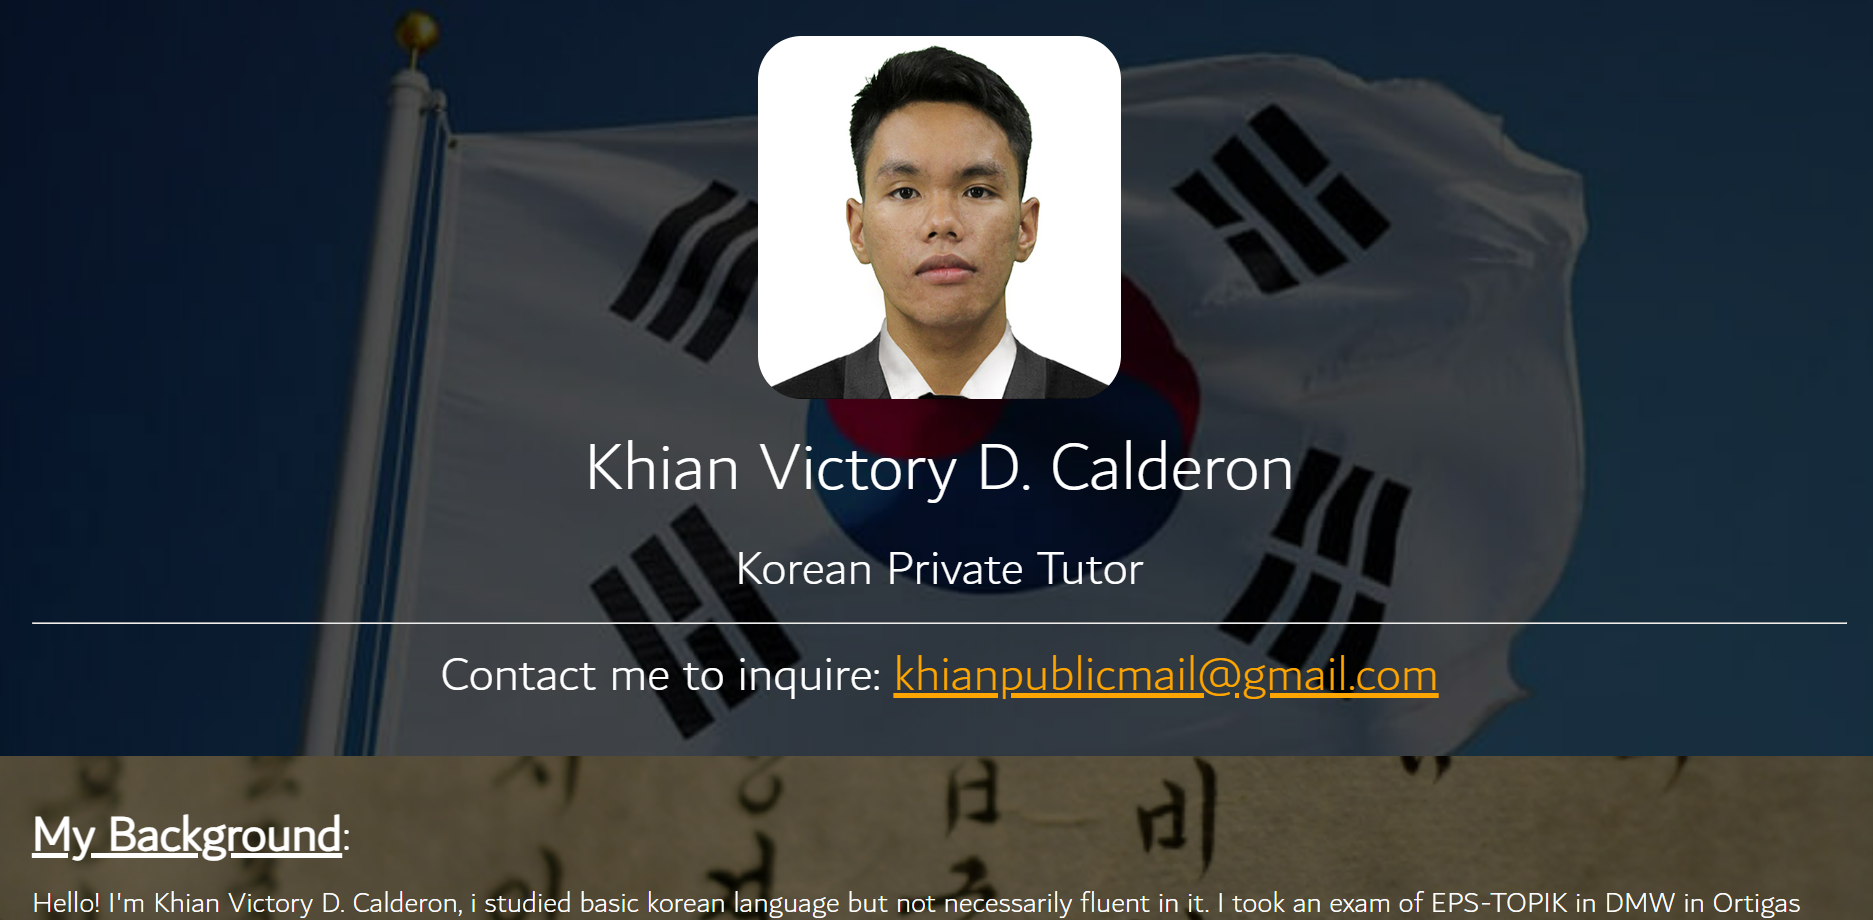 Khian Victory D. Calderon
Korean Private Tutor
Contact me to inquire: khianpublicmail@gmail.com
비
My Background:
Hello! I'm Khian Victory D. Calderon, i studied basic korean language but not necessarily fluent in it. I took an exam of EPS-TOPIK in DMW in Ortigas